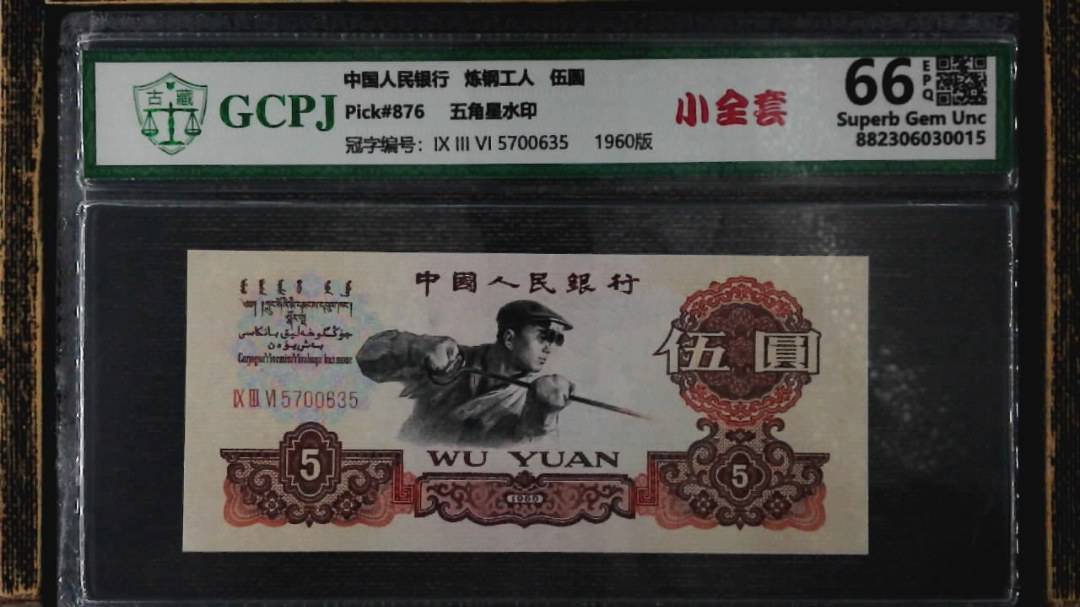 古藏
GCPJ
中国人民银行 炼钢工人 伍圆
Pick#876 五角星水印
冠字编号: IX III VI 5700635 1960版
小全套
66
EPQ
Superb Gem Unc
882306030015
中國人民銀行
伍圓
IX III VI 5700635
5
WU YUAN
1960
5